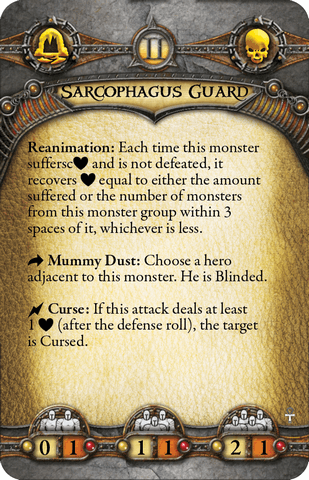 II
SARCOPHAGUS GUARD
Reanimation: Each time this monster
sufferse♥ and is not defeated, it
recovers ♥ equal to either the amount
suffered or the number of monsters
from this monster group within 3
spaces of it, whichever is less.
Mummy Dust: Choose a hero
adjacent to this monster. He is Blinded.
Curse: If this attack deals at least
1 ♥ (after the defense roll), the target
is Cursed.
0 1 1 1 2 1